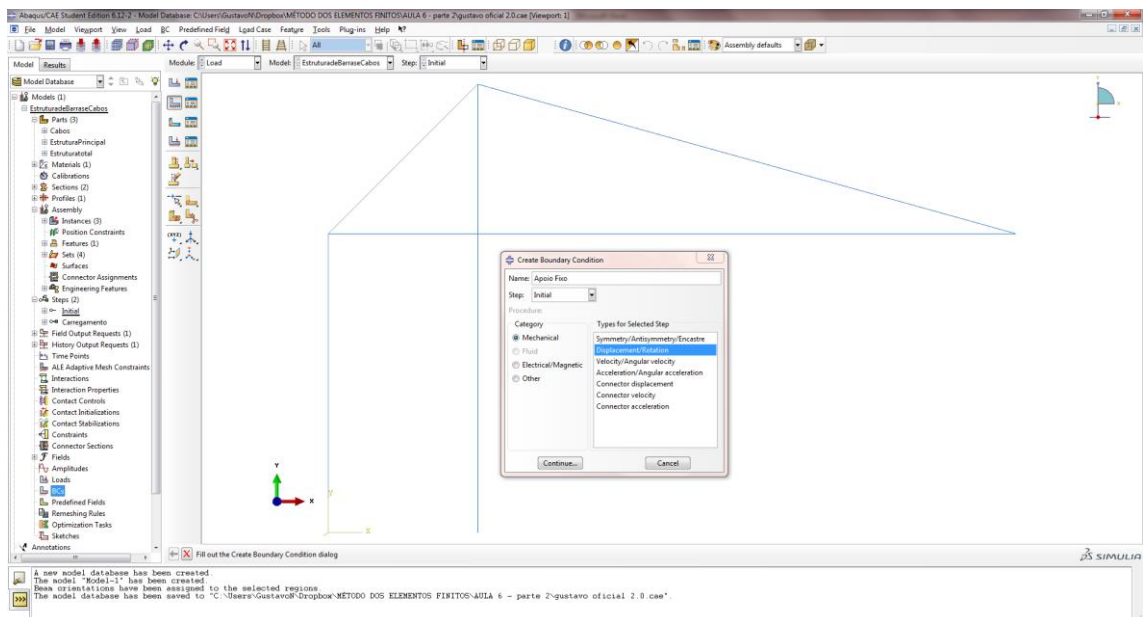 Abaqus/CAE Student Edition 6.12-2 - Model Database: C:\Users\GustavoN\Dropbox\MÉTODO DOS ELEMENTOS FINITOS\AULA 6 - parte 2\gustavo oficial 2.0.cae [Viewport: 1]
File Model Viewport View Load BC Predefined Field Load Case Feature Tools Plug-ins Help
All
Assembly defaults
Model Results
Module: Load Model: EstruturadeBarraseCabos Step: Initial
Model Database
Models (1)
EstruturadeBarraseCabos
Parts (3)
Cabos
EstruturaPrincipal
Estruturatotal
Materials (1)
Calibrations
Sections (2)
Profiles (1)
Assembly
Instances (3)
Position Constraints
Features (1)
Sets (4)
Surfaces
Connector Assignments
Engineering Features
Steps (2)
Initial
Carregamento
Field Output Requests (1)
History Output Requests (1)
Time Points
ALE Adaptive Mesh Constraints
Interactions
Interaction Properties
Contact Controls
Contact Initializations
Contact Stabilizations
Constraints
Connector Sections
Fields
Amplitudes
Loads
BCs
Predefined Fields
Remeshing Rules
Optimization Tasks
Sketches
Annotations
Create Boundary Condition
Name: Apoio Fixo
Step: Initial
Procedure:
Category
Mechanical
Fluid
Electrical/Magnetic
Other
Types for Selected Step
Symmetry/Antisymmetry/Encastre
Displacement/Rotation
Velocity/Angular velocity
Acceleration/Angular acceleration
Connector displacement
Connector velocity
Connector acceleration
Continue...
Cancel
Y
X
Y
X
Fill out the Create Boundary Condition dialog
SIMULIA
A new model database has been created.
The model "Model-1" has been created.
Beam orientations have been assigned to the selected regions.
The model database has been saved to "C:\Users\GustavoN\Dropbox\MÉTODO DOS ELEMENTOS FINITOS\AULA 6 - parte 2\gustavo oficial 2.0.cae".